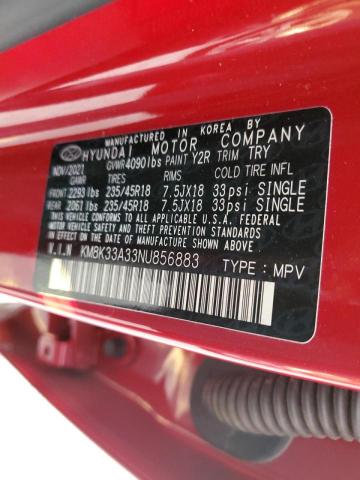 MANUFACTURED IN KOREA BY
HYUNDAI MOTOR COMPANY
NOV/2021 GVWR 4090 lbs PAINT Y2R TRIM TRY
GAWR TIRES RIMS COLD TIRE INFL
FRONT 2293 lbs 235/45R18 7.5JX18 33psi SINGLE
REAR 2061 lbs 235/45R18 7.5JX18 33psi SINGLE
THIS VEHICLE CONFORMS TO ALL APPLICABLE U.S.A. FEDERAL
MOTOR VEHICLE SAFETY, BUMPER, AND THEFT PREVENTION STANDARDS
IN EFFECT ON THE DATE OF MANUFACTURE SHOWN ABOVE.
V.I.N KM8K33A33NU856883 TYPE : MPV